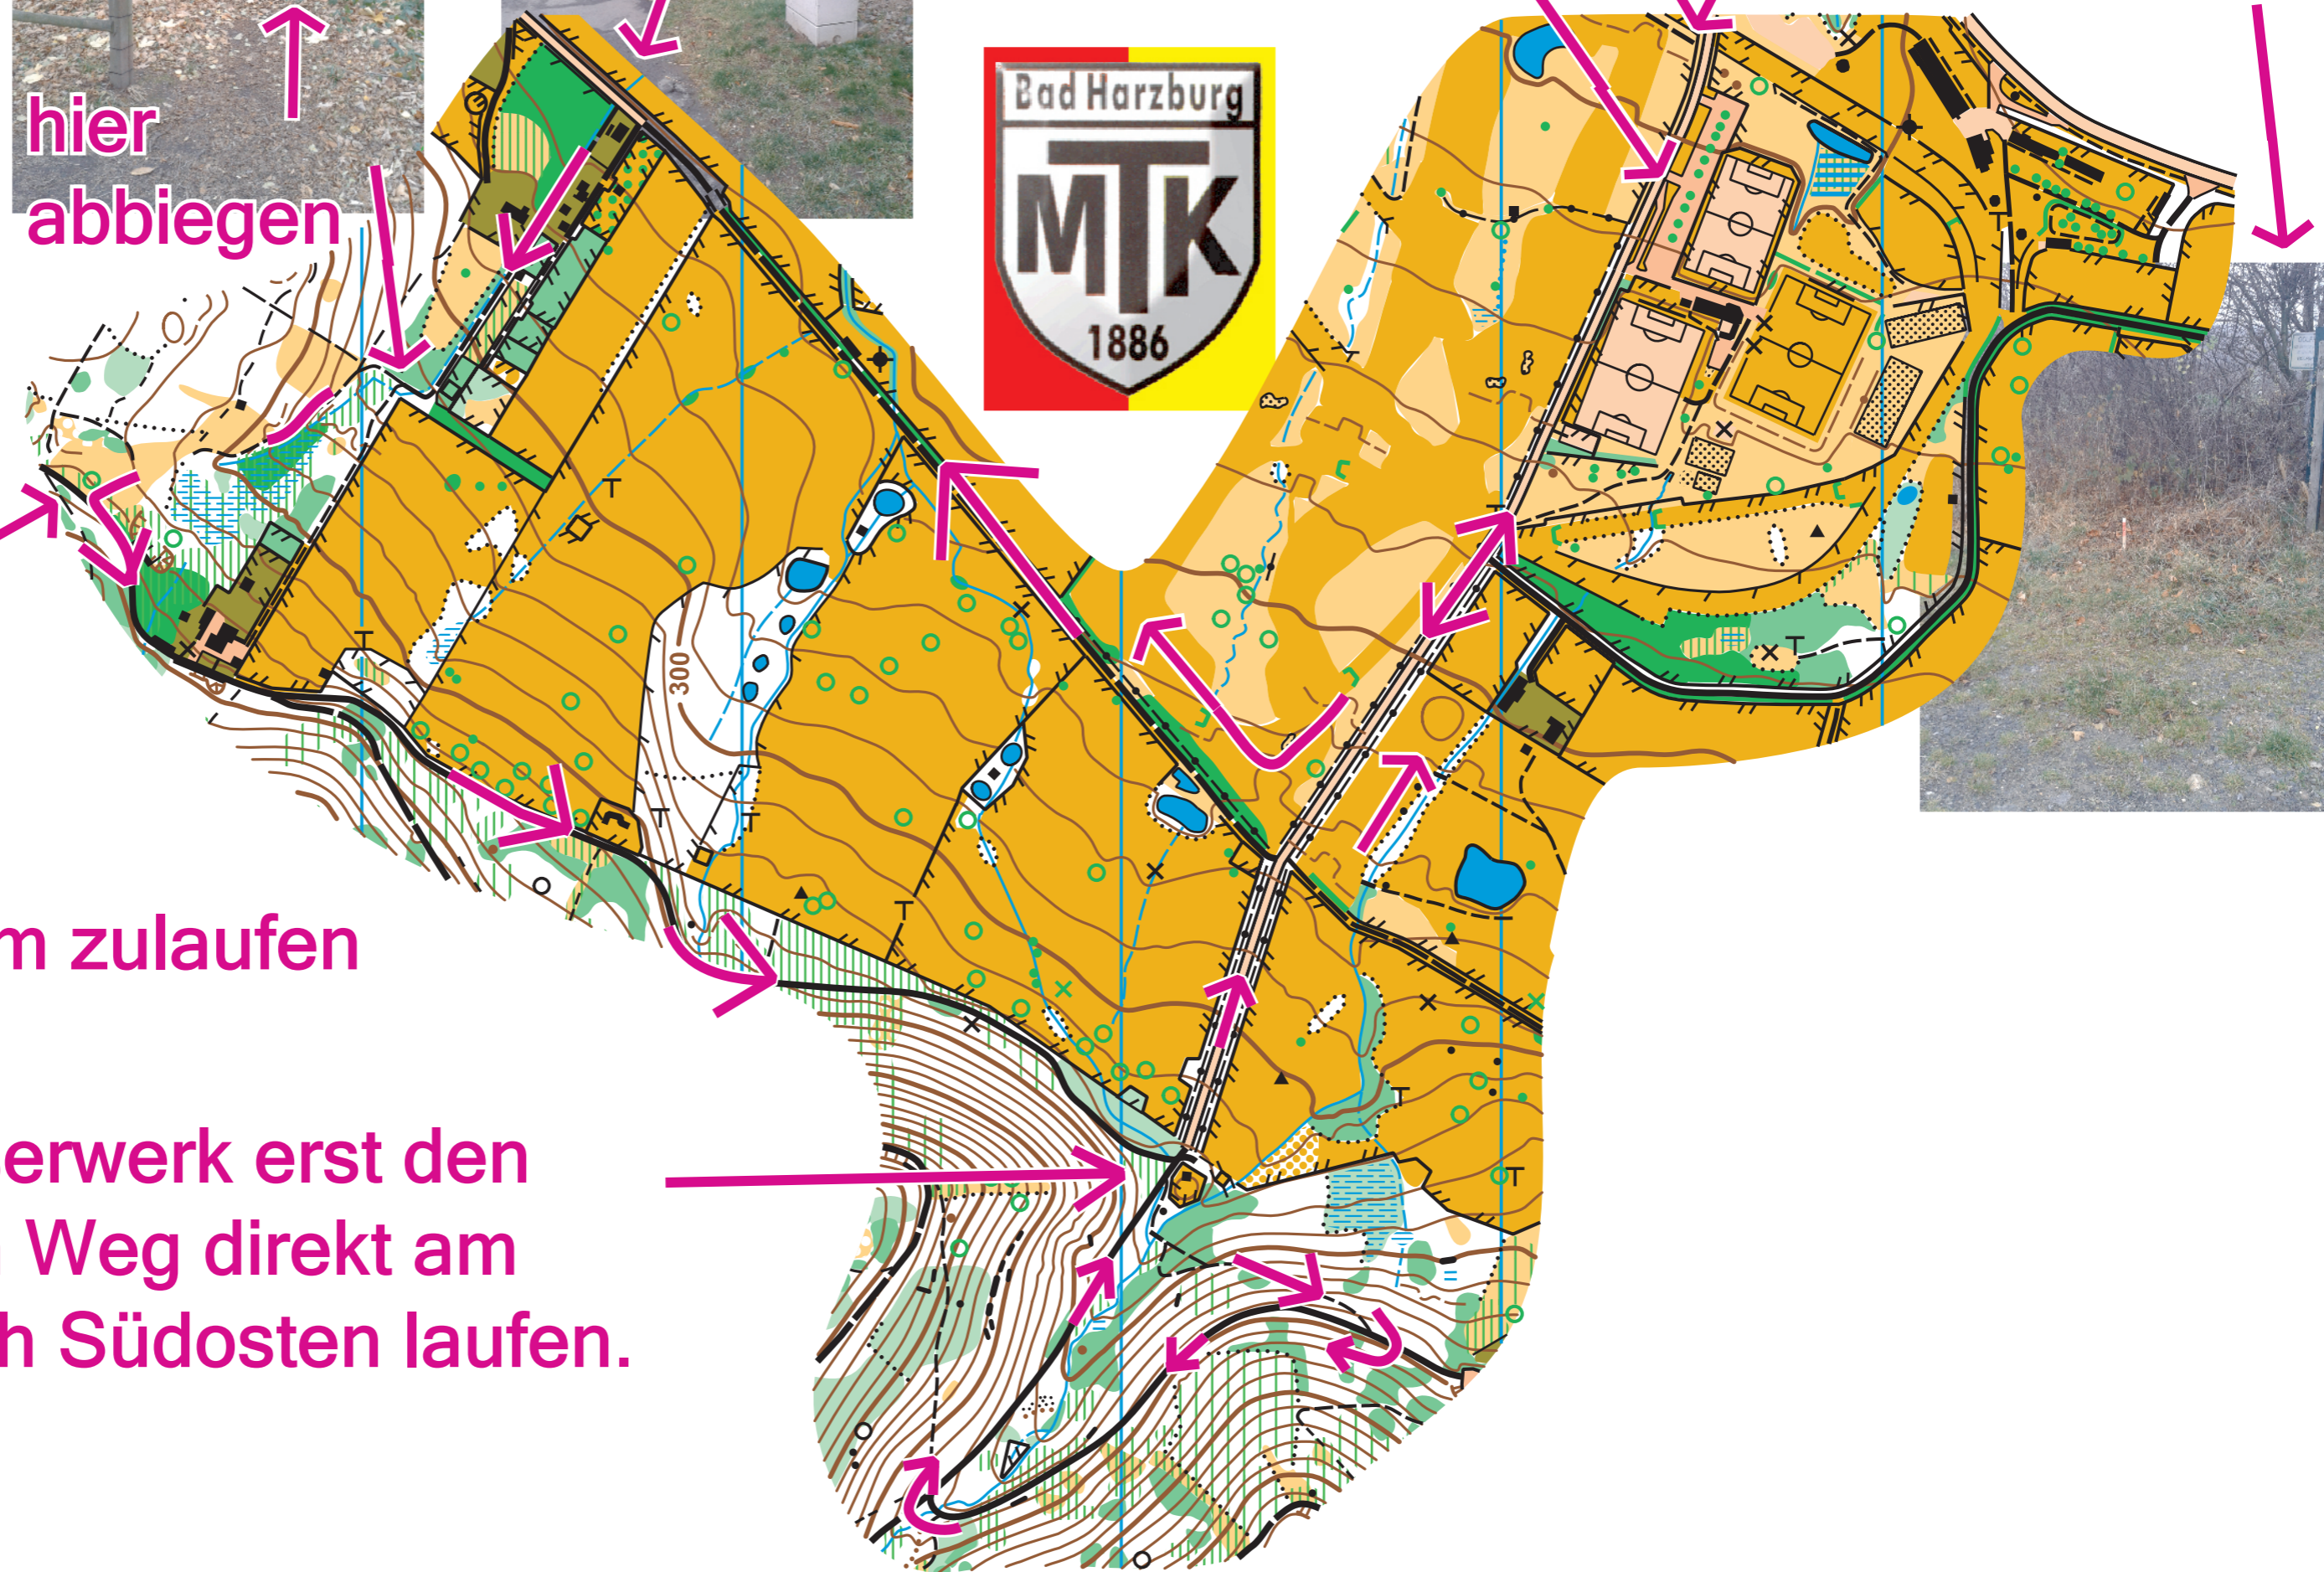 hier
abbiegen
Bad Harzburg
MTK
1886
300
m zulaufen
erwerk erst den
Weg direkt am
h Südosten laufen.